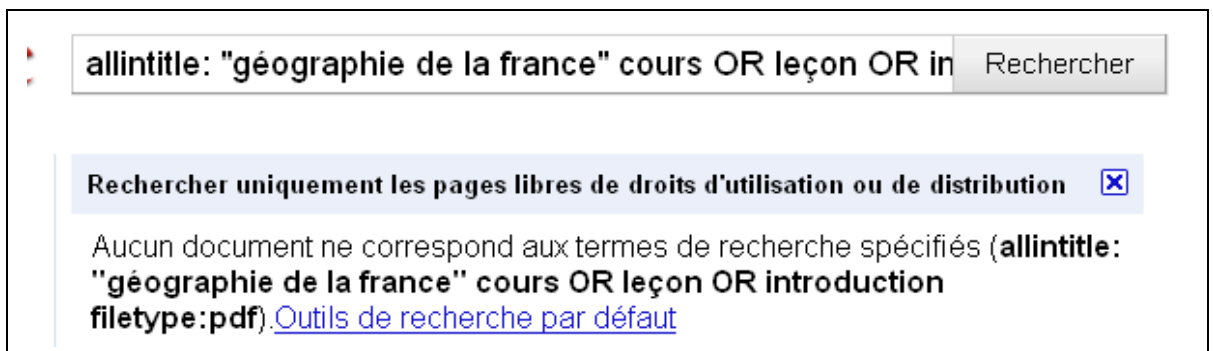 allintitle: "géographie de la france" cours OR leçon OR in Rechercher
Rechercher uniquement les pages libres de droits d'utilisation ou de distribution
Aucun document ne correspond aux termes de recherche spécifiés (allintitle:
"géographie de la france" cours OR leçon OR introduction
filetype:pdf).Outils de recherche par défaut